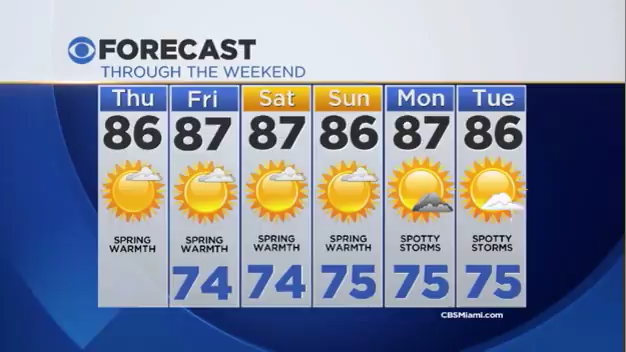 FORECAST
THROUGH THE WEEKEND
Thu Fri Sat Sun Mon Tue
86 87 87 86 87 86
SPRING WARMTH SPRING WARMTH SPRING WARMTH SPRING WARMTH SPOTTY STORMS SPOTTY STORMS
74 74 75 75 75
CBSMiami.com